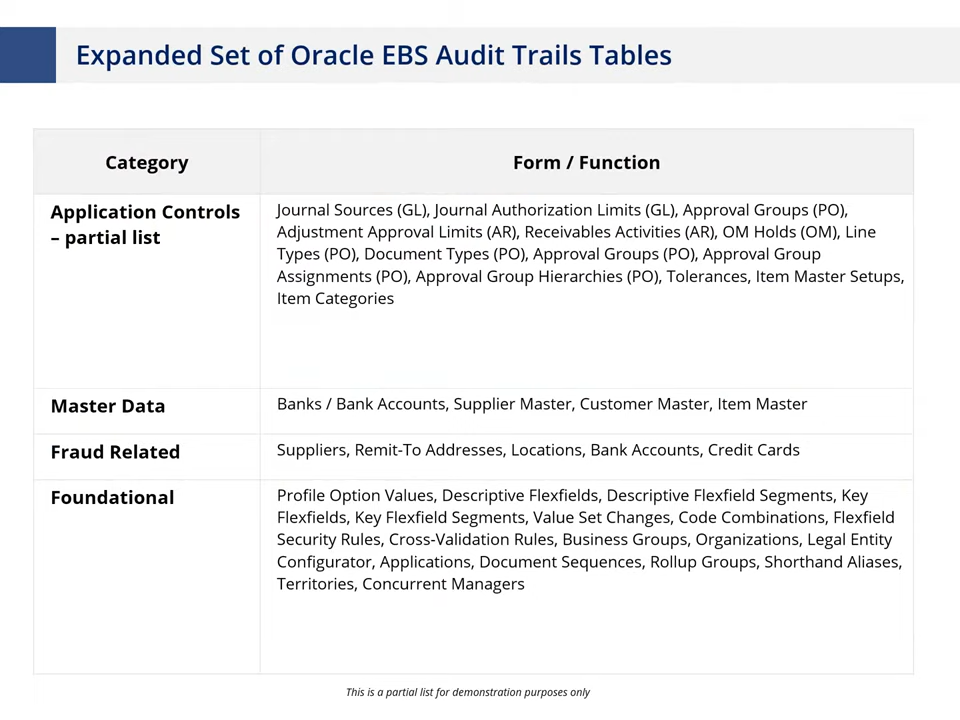 Expanded Set of Oracle EBS Audit Trails Tables
Category
Form / Function
Application Controls
– partial list
Journal Sources (GL), Journal Authorization Limits (GL), Approval Groups (PO),
Adjustment Approval Limits (AR), Receivables Activities (AR), OM Holds (OM), Line
Types (PO), Document Types (PO), Approval Groups (PO), Approval Group
Assignments (PO), Approval Group Hierarchies (PO), Tolerances, Item Master Setups,
Item Categories
Master Data
Banks / Bank Accounts, Supplier Master, Customer Master, Item Master
Fraud Related
Suppliers, Remit-To Addresses, Locations, Bank Accounts, Credit Cards
Foundational
Profile Option Values, Descriptive Flexfields, Descriptive Flexfield Segments, Key
Flexfields, Key Flexfield Segments, Value Set Changes, Code Combinations, Flexfield
Security Rules, Cross-Validation Rules, Business Groups, Organizations, Legal Entity
Configurator, Applications, Document Sequences, Rollup Groups, Shorthand Aliases,
Territories, Concurrent Managers
This is a partial list for demonstration purposes only